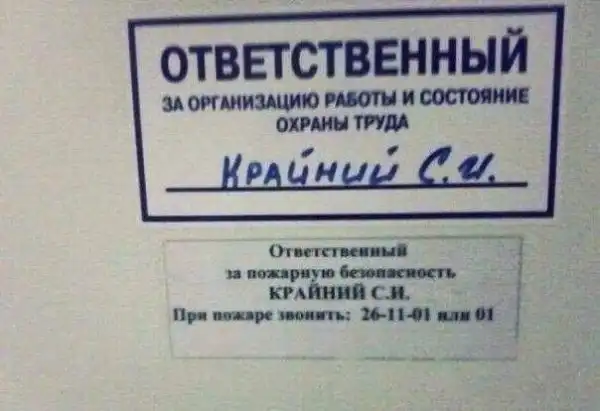 ОТВЕТСТВЕННЫЙ
ЗА ОРГАНИЗАЦИЮ РАБОТЫ И СОСТОЯНИЕ
ОХРАНЫ ТРУДА
КРАЙНИЙ С.И.
Ответственный
за пожарную безопасность
КРАЙНИЙ С.И.
При пожаре звонить: 26-11-01 или 01